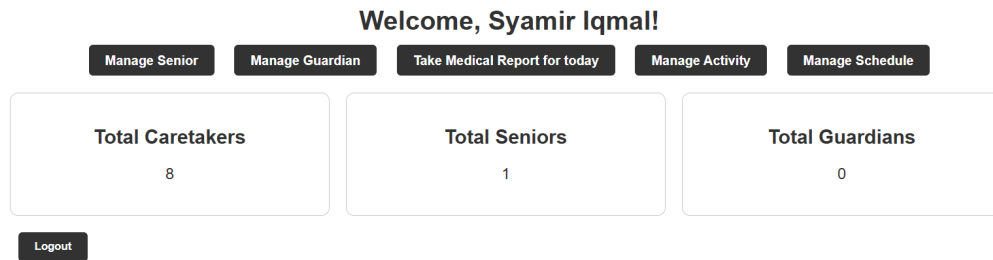 Welcome, Syamir Iqmal!
Manage Senior Manage Guardian Take Medical Report for today Manage Activity Manage Schedule
Total Caretakers Total Seniors Total Guardians
8 1 0
Logout